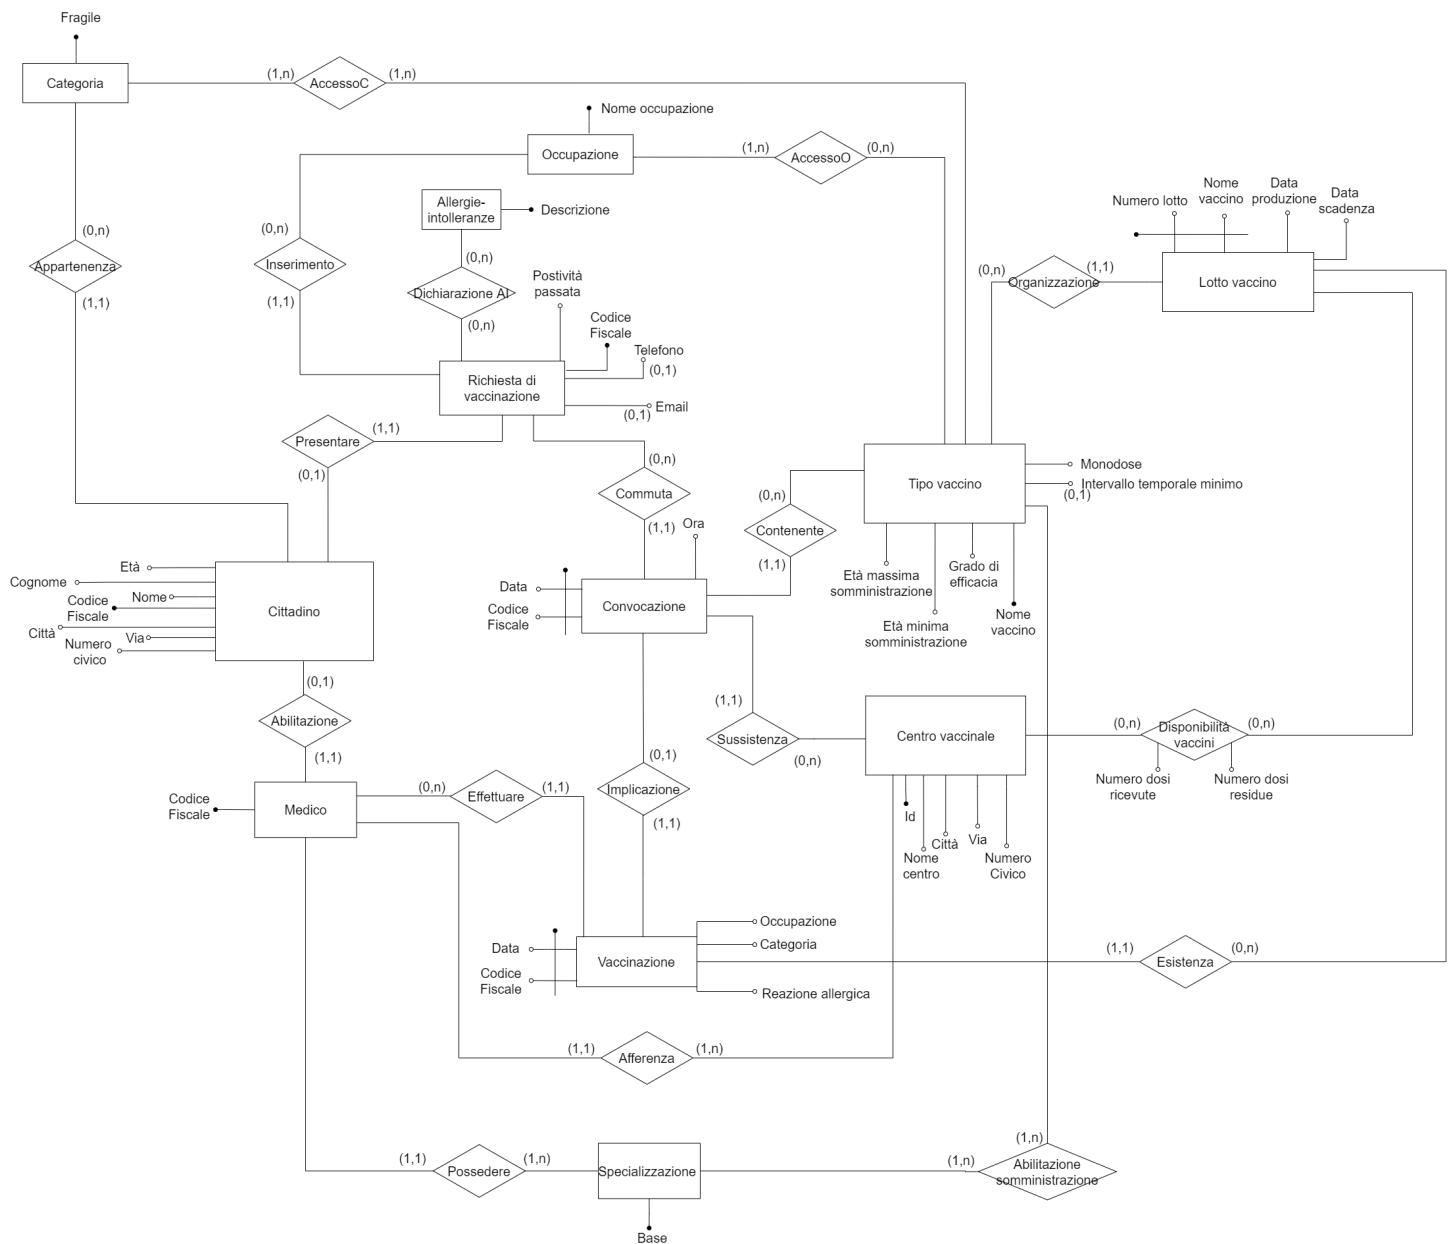 Fragile
Categoria
(1,n)
AccessoC
(1,n)
Nome occupazione
Occupazione
(1,n)
AccessoO
(0,n)
Allergie-
intolleranze
Descrizione
Numero lotto
Nome
vaccino
Data
produzione
Data
scadenza
(0,n)
Appartenenza
(1,1)
(0,n)
Inserimento
(1,1)
(0,n)
Dichiarazione AI
(0,n)
Postività
passata
Codice
Fiscale
Telefono
(0,1)
Email
(0,1)
Richiesta di
vaccinazione
(0,n)
Organizzazione
(1,1)
Lotto vaccino
Presentare
(1,1)
(0,1)
(0,n)
Commuta
(1,1)
Ora
Tipo vaccino
Monodose
Intervallo temporale minimo
(0,1)
(0,n)
Contenente
(1,1)
Età massima
somministrazione
Età minima
somministrazione
Grado di
efficacia
Nome
vaccino
Età
Cognome
Nome
Codice
Fiscale
Città
Via
Numero
civico
Cittadino
Data
Codice
Fiscale
Convocazione
(0,1)
Abilitazione
(1,1)
(1,1)
Sussistenza
(0,n)
Centro vaccinale
(0,n)
Disponibilità
vaccini
(0,n)
Numero dosi
ricevute
Numero dosi
residue
Id
Nome
centro
Città
Via
Numero
Civico
Codice
Fiscale
Medico
(0,n)
Effettuare
(1,1)
(0,1)
Implicazione
(1,1)
Data
Codice
Fiscale
Vaccinazione
Occupazione
Categoria
Reazione allergica
(1,1)
Esistenza
(0,n)
(1,1)
Afferenza
(1,n)
(1,1)
Possedere
(1,n)
Specializzazione
Base
(1,n)
(1,n)
Abilitazione
somministrazione